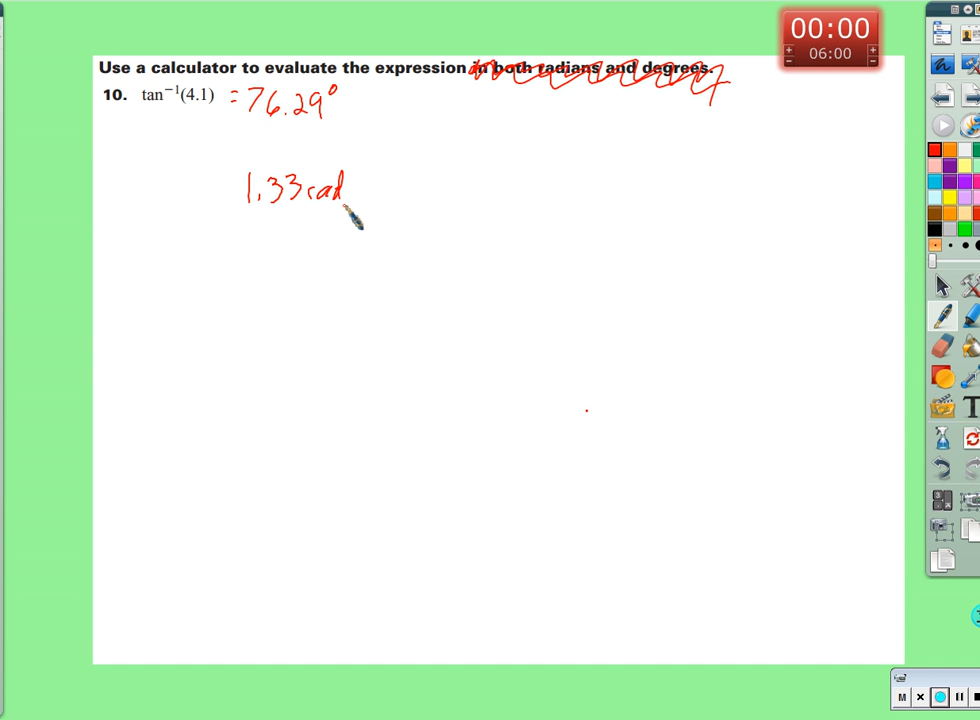 00:00
06:00
Use a calculator to evaluate the expression in both radians and degrees.
10. tan⁻¹(4.1) = 76.29°
1.33 rad
T
M